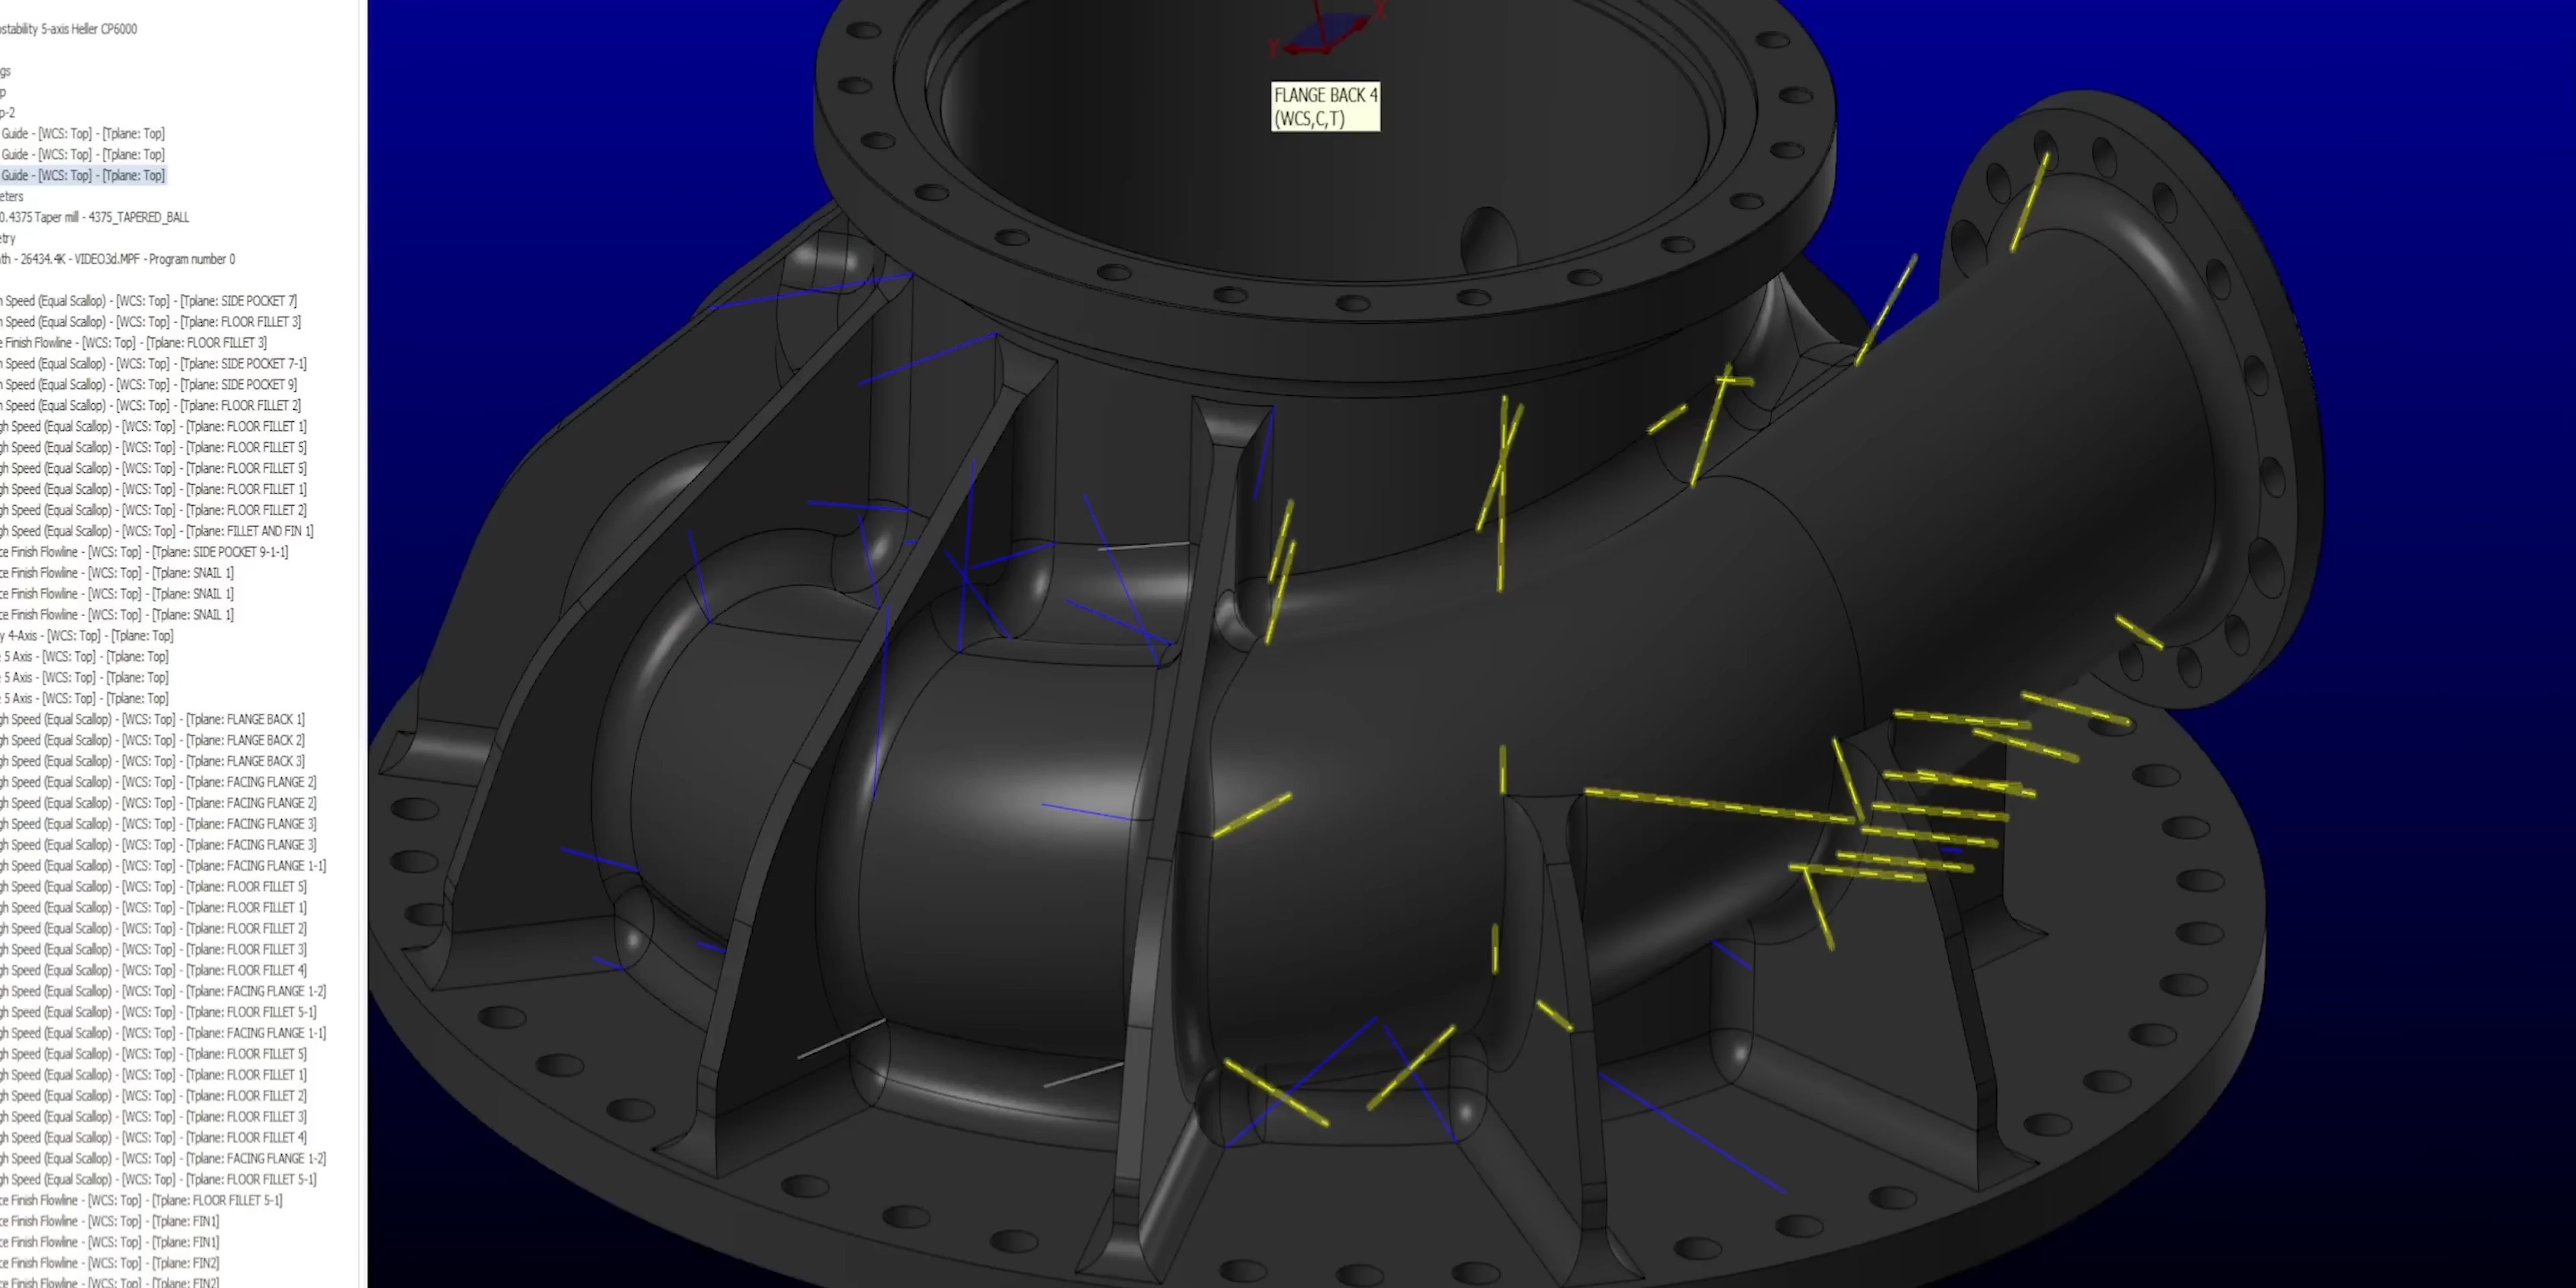 stability 5-axis Heller CP6000
gs
p
p-2
Guide - [WCS: Top] - [Tplane: Top]
Guide - [WCS: Top] - [Tplane: Top]
Guide - [WCS: Top] - [Tplane: Top]
eters
0.4375 Taper mill - 4375_TAPERED_BALL
etry
th - 26434.4K - VIDEO3d.MPF - Program number 0
h Speed (Equal Scallop) - [WCS: Top] - [Tplane: SIDE POCKET 7]
h Speed (Equal Scallop) - [WCS: Top] - [Tplane: FLOOR FILLET 3]
e Finish Flowline - [WCS: Top] - [Tplane: FLOOR FILLET 3]
h Speed (Equal Scallop) - [WCS: Top] - [Tplane: SIDE POCKET 7-1]
h Speed (Equal Scallop) - [WCS: Top] - [Tplane: SIDE POCKET 9]
h Speed (Equal Scallop) - [WCS: Top] - [Tplane: FLOOR FILLET 2]
gh Speed (Equal Scallop) - [WCS: Top] - [Tplane: FLOOR FILLET 1]
gh Speed (Equal Scallop) - [WCS: Top] - [Tplane: FLOOR FILLET 5]
gh Speed (Equal Scallop) - [WCS: Top] - [Tplane: FLOOR FILLET 5]
gh Speed (Equal Scallop) - [WCS: Top] - [Tplane: FLOOR FILLET 1]
gh Speed (Equal Scallop) - [WCS: Top] - [Tplane: FLOOR FILLET 2]
gh Speed (Equal Scallop) - [WCS: Top] - [Tplane: FILLET AND FIN 1]
ce Finish Flowline - [WCS: Top] - [Tplane: SIDE POCKET 9-1-1]
ce Finish Flowline - [WCS: Top] - [Tplane: SNAIL 1]
ce Finish Flowline - [WCS: Top] - [Tplane: SNAIL 1]
ce Finish Flowline - [WCS: Top] - [Tplane: SNAIL 1]
y 4-Axis - [WCS: Top] - [Tplane: Top]
5 Axis - [WCS: Top] - [Tplane: Top]
5 Axis - [WCS: Top] - [Tplane: Top]
5 Axis - [WCS: Top] - [Tplane: Top]
gh Speed (Equal Scallop) - [WCS: Top] - [Tplane: FLANGE BACK 1]
gh Speed (Equal Scallop) - [WCS: Top] - [Tplane: FLANGE BACK 2]
gh Speed (Equal Scallop) - [WCS: Top] - [Tplane: FLANGE BACK 3]
gh Speed (Equal Scallop) - [WCS: Top] - [Tplane: FACING FLANGE 2]
gh Speed (Equal Scallop) - [WCS: Top] - [Tplane: FACING FLANGE 2]
gh Speed (Equal Scallop) - [WCS: Top] - [Tplane: FACING FLANGE 3]
gh Speed (Equal Scallop) - [WCS: Top] - [Tplane: FACING FLANGE 3]
gh Speed (Equal Scallop) - [WCS: Top] - [Tplane: FACING FLANGE 1-1]
gh Speed (Equal Scallop) - [WCS: Top] - [Tplane: FLOOR FILLET 5]
gh Speed (Equal Scallop) - [WCS: Top] - [Tplane: FLOOR FILLET 1]
gh Speed (Equal Scallop) - [WCS: Top] - [Tplane: FLOOR FILLET 2]
gh Speed (Equal Scallop) - [WCS: Top] - [Tplane: FLOOR FILLET 3]
gh Speed (Equal Scallop) - [WCS: Top] - [Tplane: FLOOR FILLET 4]
gh Speed (Equal Scallop) - [WCS: Top] - [Tplane: FACING FLANGE 1-2]
gh Speed (Equal Scallop) - [WCS: Top] - [Tplane: FLOOR FILLET 5-1]
gh Speed (Equal Scallop) - [WCS: Top] - [Tplane: FACING FLANGE 1-1]
gh Speed (Equal Scallop) - [WCS: Top] - [Tplane: FLOOR FILLET 5]
gh Speed (Equal Scallop) - [WCS: Top] - [Tplane: FLOOR FILLET 1]
gh Speed (Equal Scallop) - [WCS: Top] - [Tplane: FLOOR FILLET 2]
gh Speed (Equal Scallop) - [WCS: Top] - [Tplane: FLOOR FILLET 3]
gh Speed (Equal Scallop) - [WCS: Top] - [Tplane: FLOOR FILLET 4]
gh Speed (Equal Scallop) - [WCS: Top] - [Tplane: FACING FLANGE 1-2]
gh Speed (Equal Scallop) - [WCS: Top] - [Tplane: FLOOR FILLET 5-1]
ce Finish Flowline - [WCS: Top] - [Tplane: FLOOR FILLET 5-1]
ce Finish Flowline - [WCS: Top] - [Tplane: FIN1]
ce Finish Flowline - [WCS: Top] - [Tplane: FIN1]
ce Finish Flowline - [WCS: Top] - [Tplane: FIN2]
ce Finish Flowline - [WCS: Top] - [Tplane: FIN2]
X
Y
FLANGE BACK 4
(WCS,C,T)